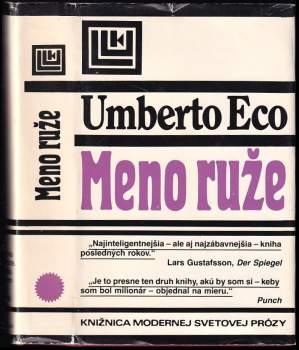 Meno ruže
Umberto Eco
Meno ruže
„Najinteligentnejšia – ale aj najzábavnejšia – kniha
posledných rokov.“
Lars Gustafsson, Der Spiegel
„Je to presne ten druh knihy, akú by som si – keby
som bol milionár – objednal na mieru.“
Punch
KNIŽNICA MODERNEJ SVETOVEJ PRÓZY